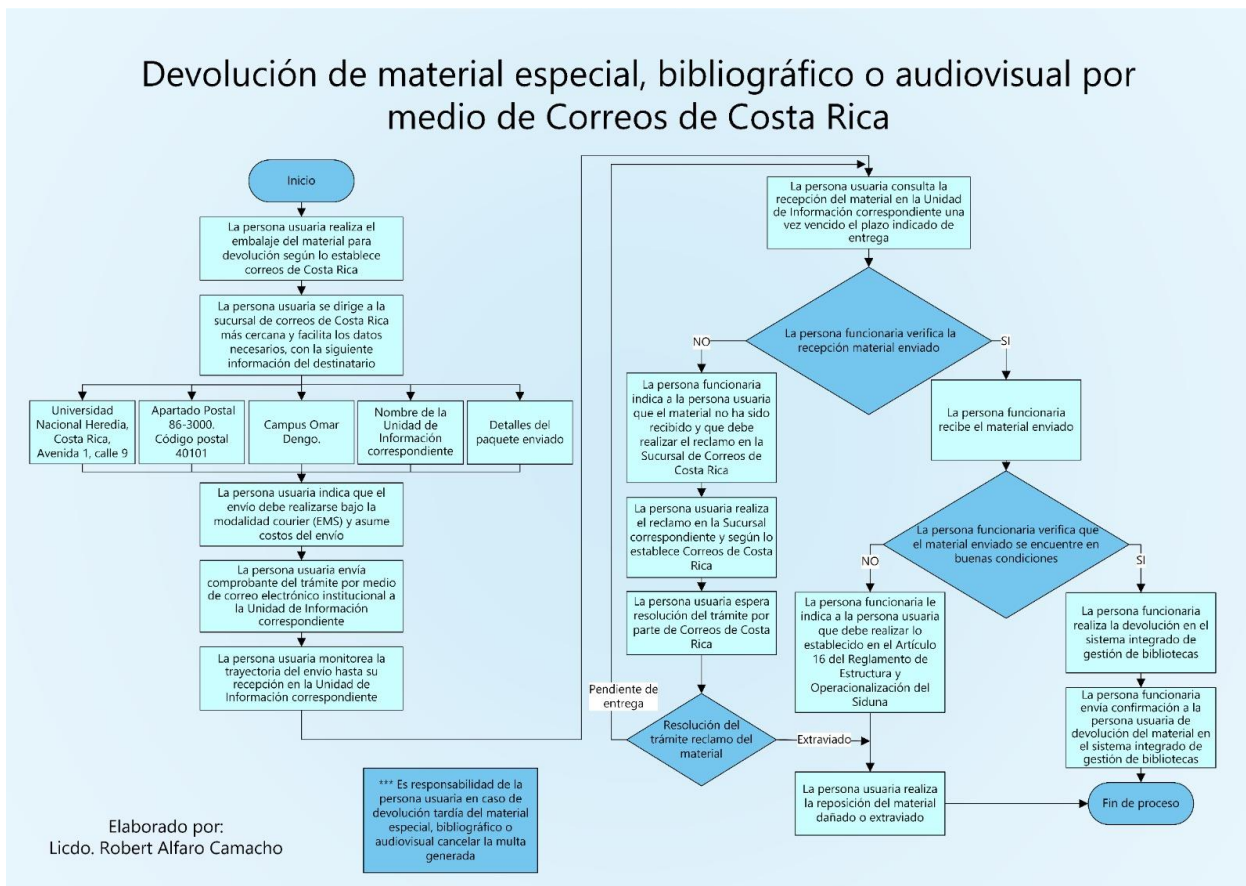 Devolución de material especial, bibliográfico o audiovisual por
medio de Correos de Costa Rica
Inicio
La persona usuaria realiza el
embalaje del material para
devolución según lo establece
correos de Costa Rica
La persona usuaria se dirige a la
sucursal de correos de Costa Rica
más cercana y facilita los datos
necesarios, con la siguiente
información del destinatario
Universidad
Nacional Heredia,
Costa Rica,
Avenida 1, calle 9
Apartado Postal
86-3000.
Código postal
40101
Campus Omar
Dengo.
Nombre de la
Unidad de
Información
correspondiente
Detalles del
paquete enviado
La persona usuaria indica que el
envío debe realizarse bajo la
modalidad courier (EMS) y asume
costos del envío
La persona usuaria envía
comprobante del trámite por medio
de correo electrónico institucional a
la Unidad de Información
correspondiente
La persona usuaria monitorea la
trayectoria del envío hasta su
recepción en la Unidad de
Información correspondiente
La persona usuaria consulta la
recepción del material en la Unidad
de Información correspondiente una
vez vencido el plazo indicado de
entrega
La persona funcionaria verifica la
recepción material enviado
NO
SI
La persona funcionaria
indica a la persona usuaria
que el material no ha sido
recibido y que debe
realizar el reclamo en la
Sucursal de Correos de
Costa Rica
La persona usuaria realiza
el reclamo en la Sucursal
correspondiente y según lo
establece Correos de Costa
Rica
La persona usuaria espera
resolución del trámite por
parte de Correos de Costa
Rica
Pendiente de
entrega
Resolución del
trámite reclamo del
material
Extraviado
La persona funcionaria
recibe el material enviado
La persona funcionaria verifica que
el material enviado se encuentre en
buenas condiciones
NO
SI
La persona funcionaria le
indica a la persona usuaria
que debe realizar lo
establecido en el Artículo
16 del Reglamento de
Estructura y
Operacionalización del
Siduna
La persona funcionaria
realiza la devolución en el
sistema integrado de
gestión de bibliotecas
La persona funcionaria
envia confirmación a la
persona usuaria de
devolución del material en
el sistema integrado de
gestión de bibliotecas
La persona usuaria realiza
la reposición del material
dañado o extraviado
Fin de proceso
*** Es responsabilidad de la
persona usuaria en caso de
devolución tardía del material
especial, bibliográfico o
audiovisual cancelar la multa
generada
Elaborado por:
Licdo. Robert Alfaro Camacho